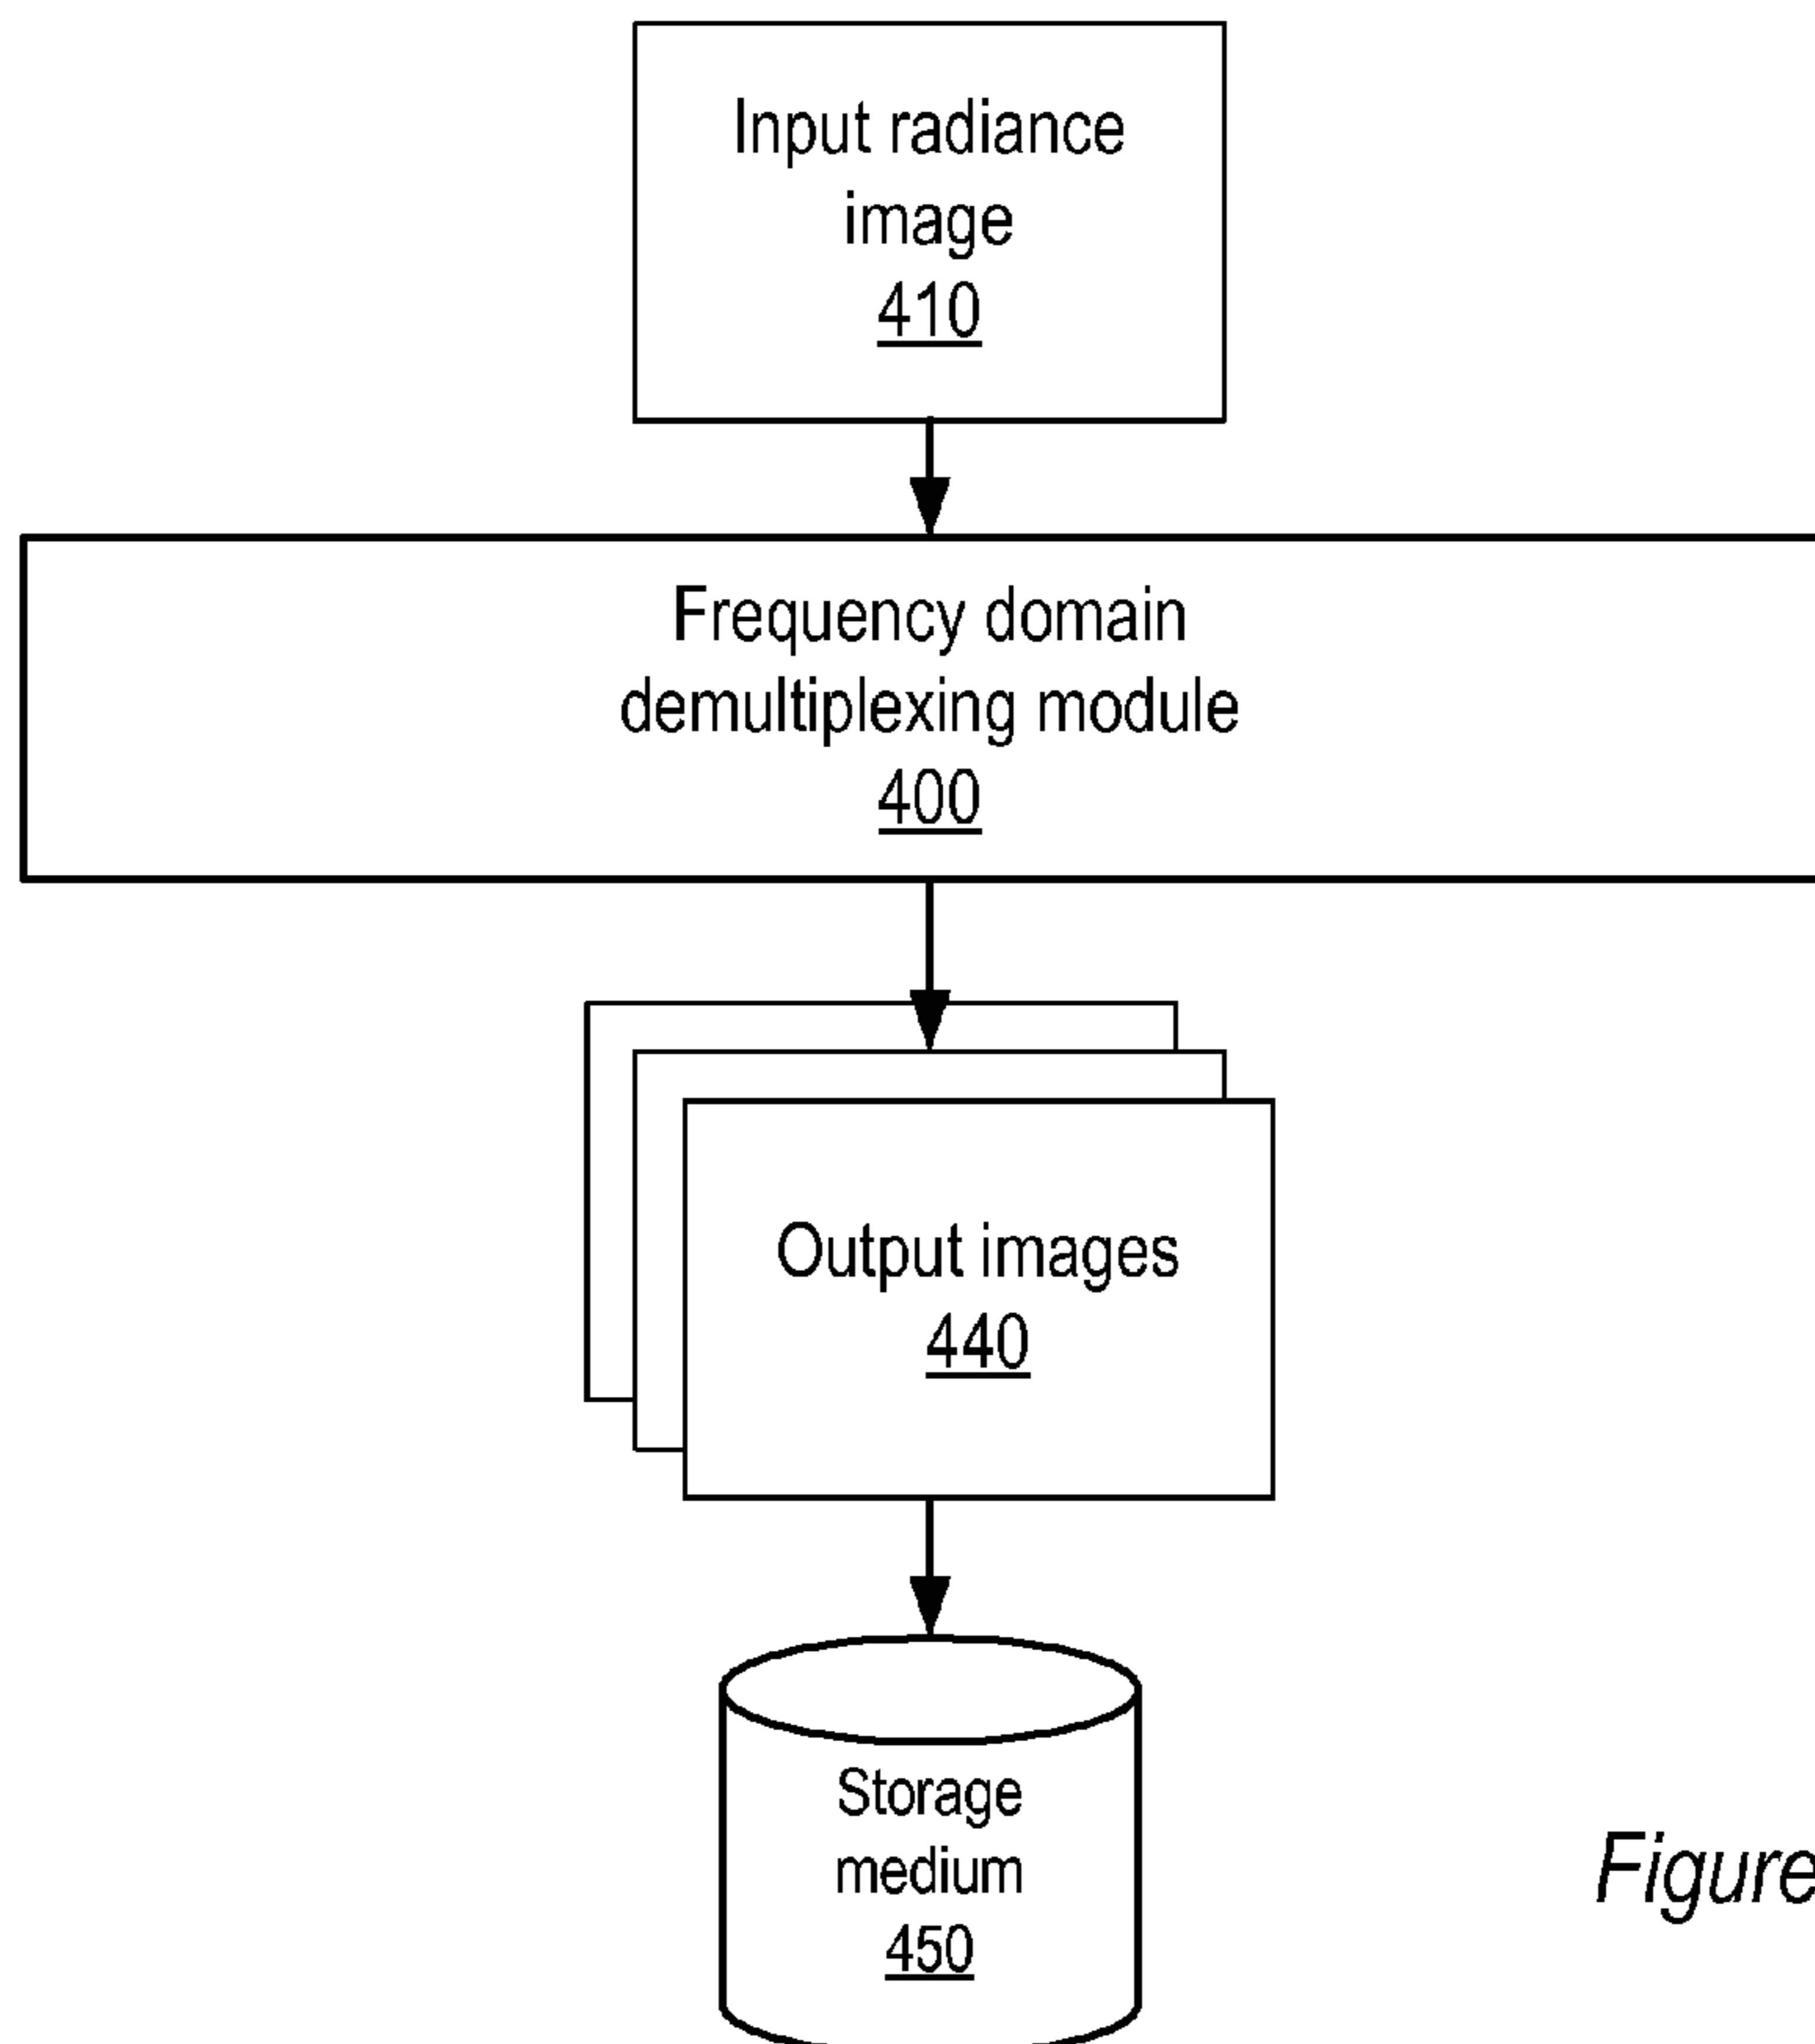 Input radiance
image
410
Frequency domain
demultiplexing module
400
Output images
440
Storage
medium
450
Figure